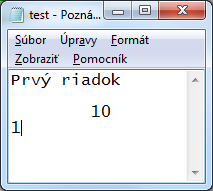 test - Pozná...
Súbor Úpravy Formát
Zobraziť Pomocník
Prvý riadok
10
1